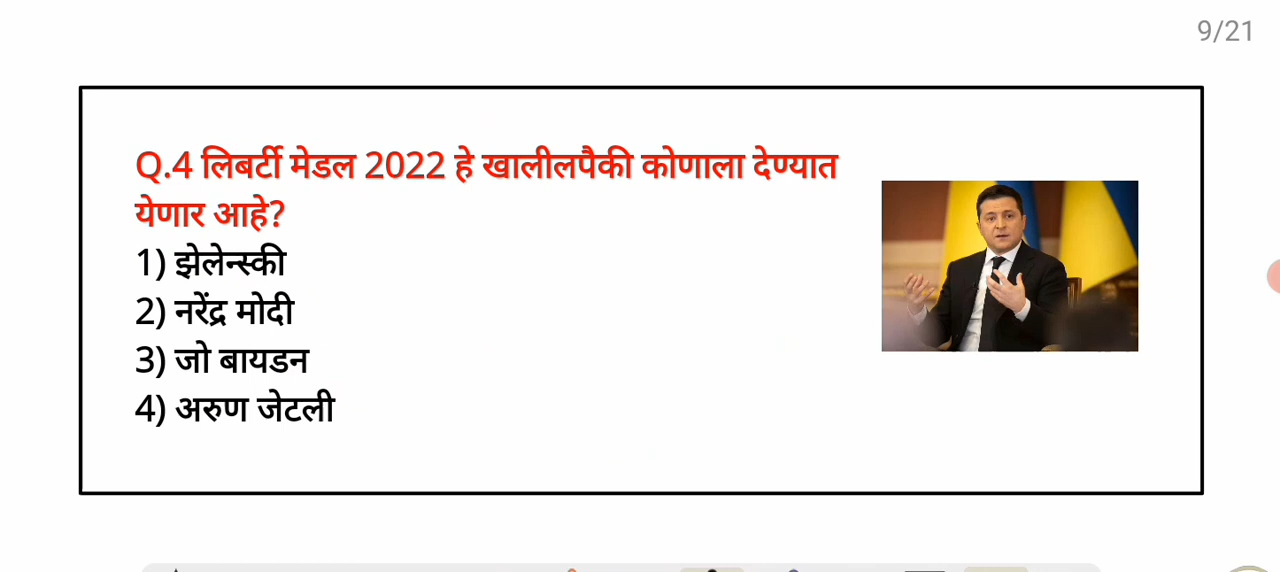 9/21
Q.4 लिबर्टी मेडल 2022 हे खालीलपैकी कोणाला देण्यात
येणार आहे?
1) झेलेन्स्की
2) नरेंद्र मोदी
3) जो बायडन
4) अरुण जेटली